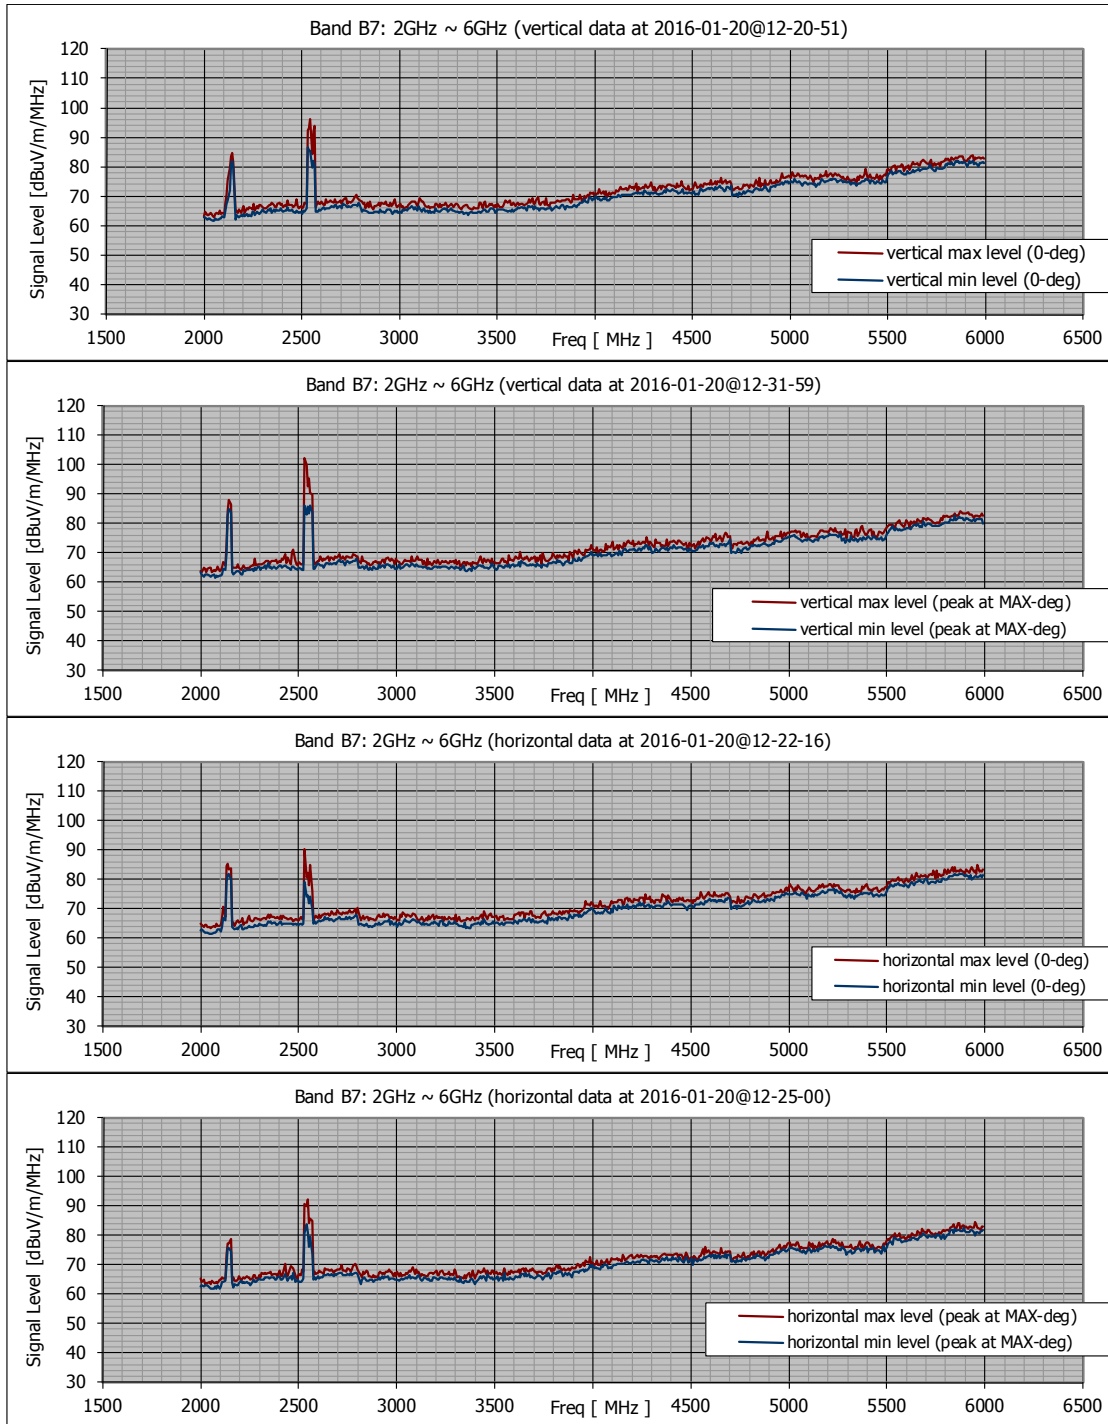 Band B7: 2GHz ~ 6GHz (vertical data at 2016-01-20@12-20-51)
Signal Level [dBuV/m/MHz]
120
110
100
90
80
70
60
50
40
30
vertical max level (0-deg)
vertical min level (0-deg)
1500 2000 2500 3000 3500 Freq [ MHz ] 4500 5000 5500 6000 6500
Band B7: 2GHz ~ 6GHz (vertical data at 2016-01-20@12-31-59)
Signal Level [dBuV/m/MHz]
120
110
100
90
80
70
60
50
40
30
vertical max level (peak at MAX-deg)
vertical min level (peak at MAX-deg)
1500 2000 2500 3000 3500 Freq [ MHz ] 4500 5000 5500 6000 6500
Band B7: 2GHz ~ 6GHz (horizontal data at 2016-01-20@12-22-16)
Signal Level [dBuV/m/MHz]
120
110
100
90
80
70
60
50
40
30
horizontal max level (0-deg)
horizontal min level (0-deg)
1500 2000 2500 3000 3500 Freq [ MHz ] 4500 5000 5500 6000 6500
Band B7: 2GHz ~ 6GHz (horizontal data at 2016-01-20@12-25-00)
Signal Level [dBuV/m/MHz]
120
110
100
90
80
70
60
50
40
30
horizontal max level (peak at MAX-deg)
horizontal min level (peak at MAX-deg)
1500 2000 2500 3000 3500 Freq [ MHz ] 4500 5000 5500 6000 6500